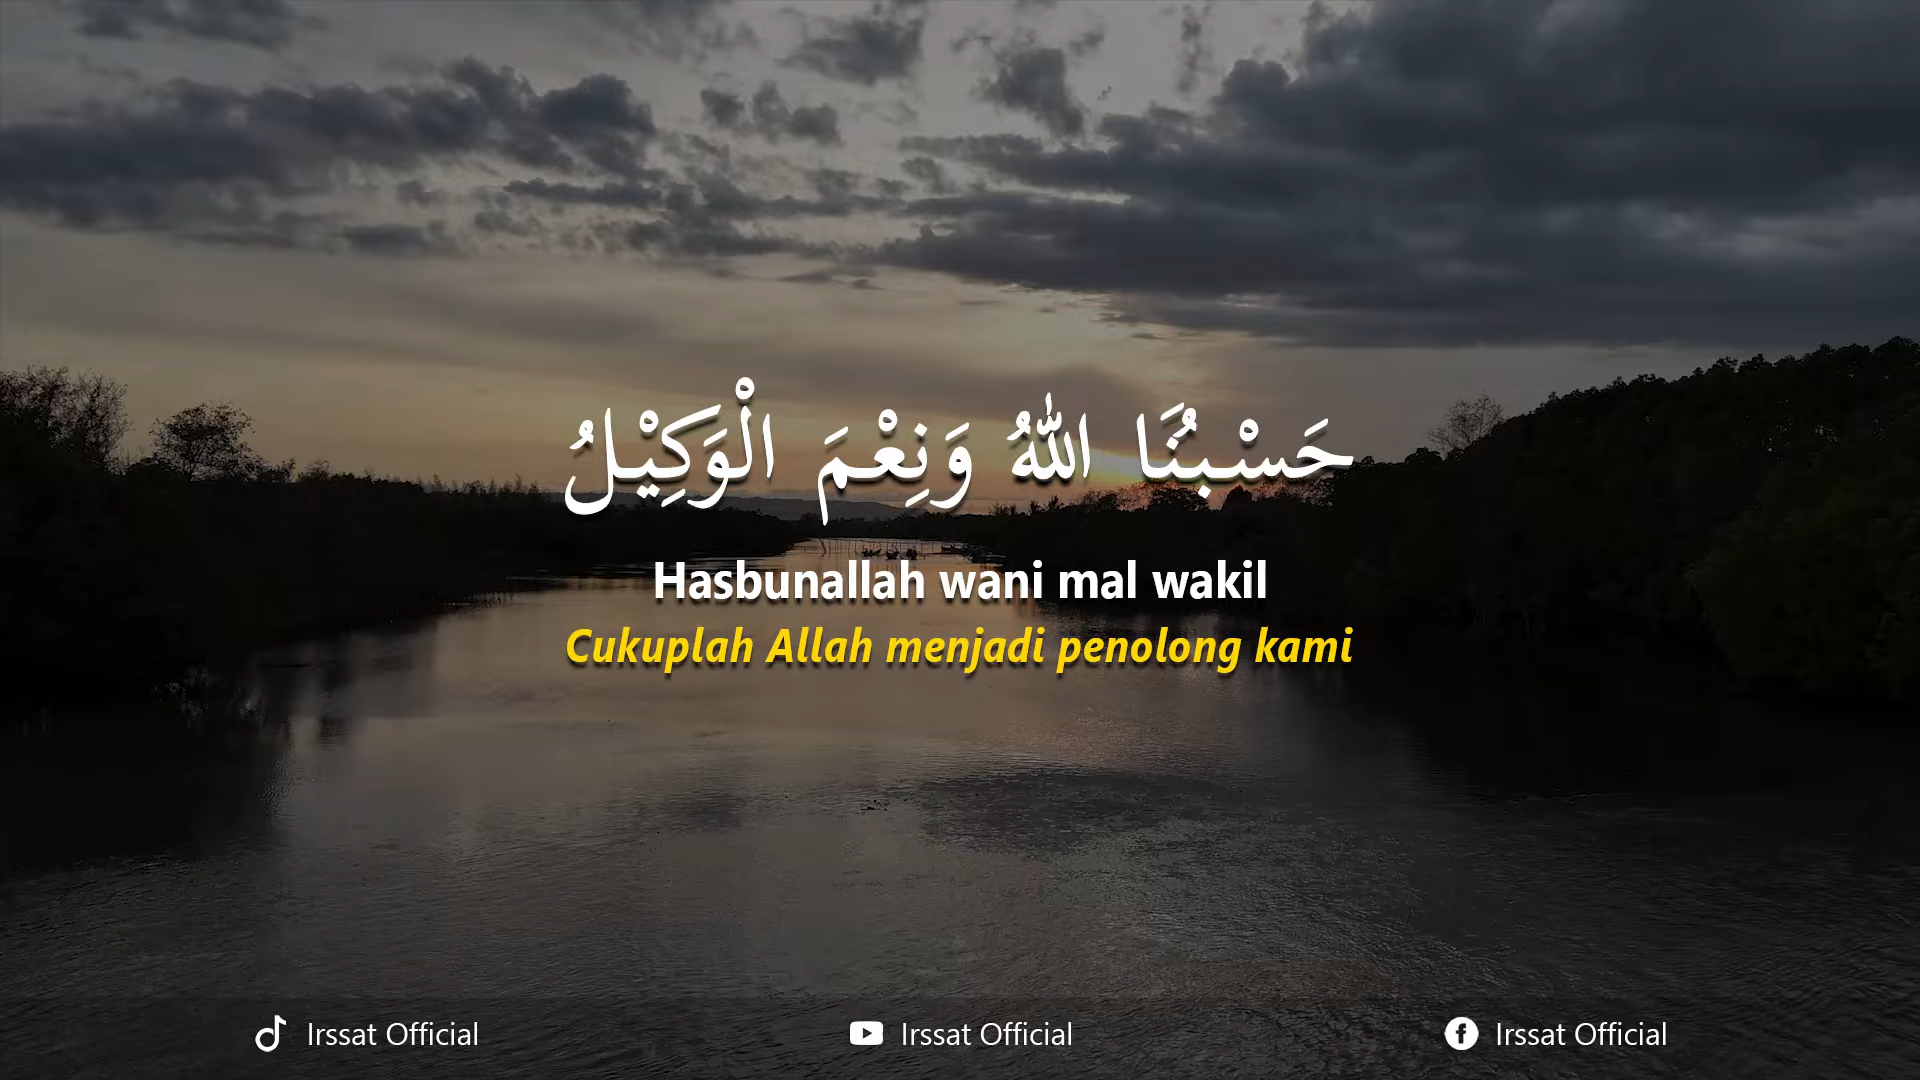 حَسْبُنَا اللّٰهُ وَنِعْمَ الْوَكِيْلُ
Hasbunallah wani mal wakil
Cukuplah Allah menjadi penolong kami
Irssat Official
Irssat Official
Irssat Official